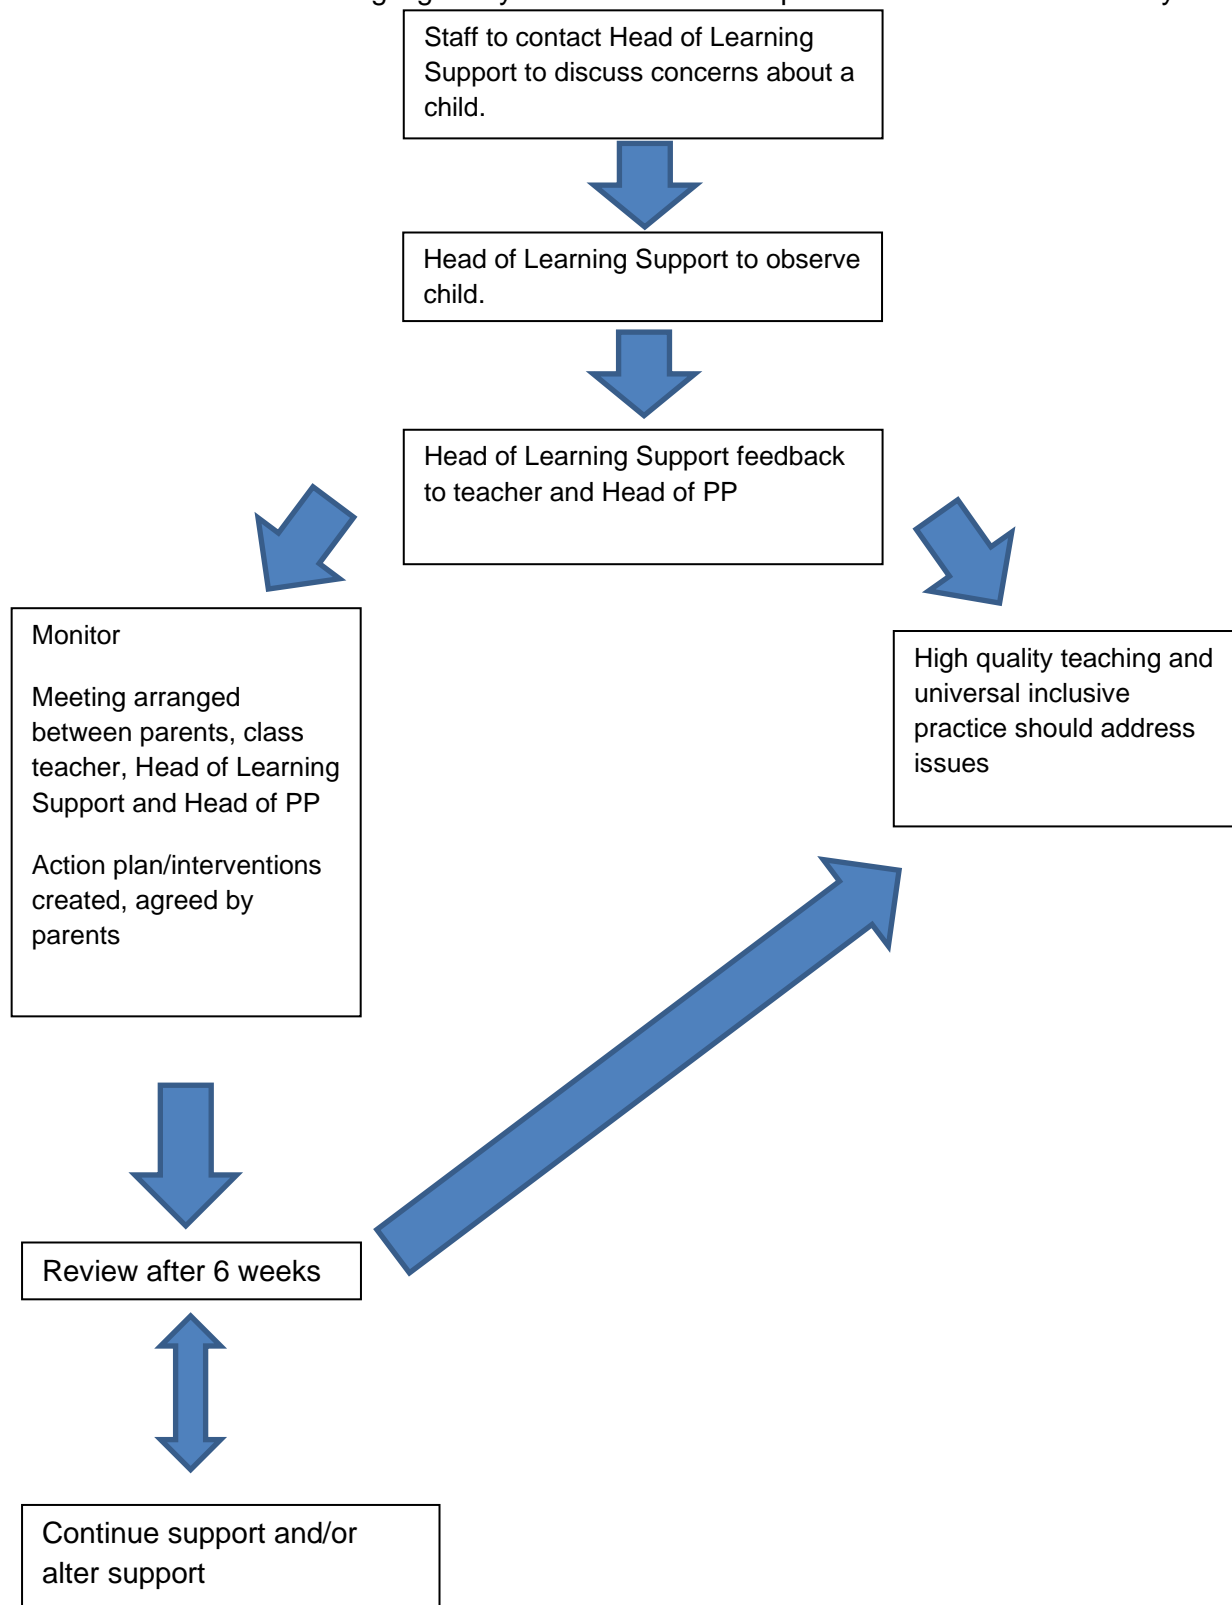 Staff to contact Head of Learning
Support to discuss concerns about a
child.
Head of Learning Support to observe
child.
Head of Learning Support feedback
to teacher and Head of PP
Monitor
Meeting arranged
between parents, class
teacher, Head of Learning
Support and Head of PP
Action plan/interventions
created, agreed by
parents
High quality teaching and
universal inclusive
practice should address
issues
Review after 6 weeks
Continue support and/or
alter support